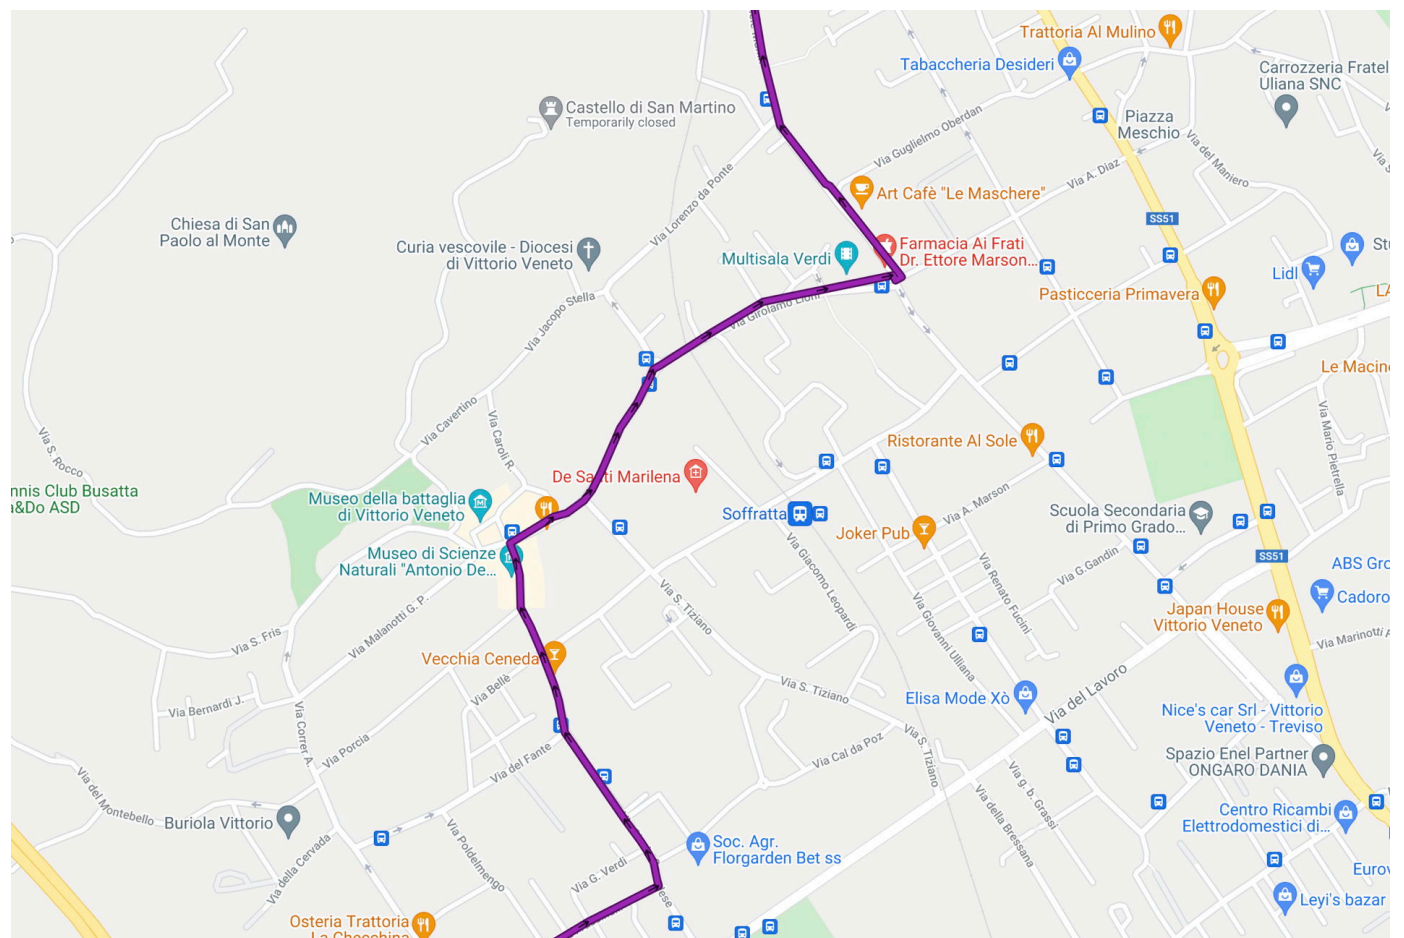 Trattoria Al Mulino
Tabaccheria Desideri
Carrozzeria Fratel
Uliana SNC
Castello di San Martino
Temporarily closed
Piazza
Meschio
Via Guglielmo Oberdan
Via del Maniero
Via A. Diaz
Via Lorenzo da Ponte
Art Cafè "Le Maschere"
SS51
Chiesa di San
Paolo al Monte
Curia vescovile - Diocesi
di Vittorio Veneto
Multisala Verdi
Farmacia Ai Frati
Dr. Ettore Marson...
Lidl
Stu
Pasticceria Primavera
LA
Via Jacopo Stella
Via Girolamo Lioni
Le Macine
Via Cavertino
Via Caroli R.
Via Mario Pietrella
Via S. Rocco
Ristorante Al Sole
De Santi Marilena
nnis Club Busatta
a&Do ASD
Museo della battaglia
di Vittorio Veneto
Via A. Marson
Soffratta
Scuola Secondaria
di Primo Grado...
Joker Pub
Museo di Scienze
Naturali "Antonio De...
Via Giacomo Leopardi
Via Renato Fucini
Via G.Gandin
SS51
ABS Gro
Cadoro
Via S. Tiziano
Via Giovanni Ulliana
Via Malanotti G. P.
Via S. Fris
Japan House
Vittorio Veneto
Via Marinotti A
Vecchia Ceneda
Via Bellè
Via S. Tiziano
Elisa Mode Xò
Via del Lavoro
Via Bernardi J.
Via Correr A.
Nice's car Srl - Vittorio
Veneto - Treviso
Via Porcia
Via del Fante
Via Cal da Poz
Via S. Tiziano
Spazio Enel Partner
ONGARO DANIA
Via del Montebello
Via g. b. Grassi
Via della Bressana
Buriola Vittorio
Centro Ricambi
Elettrodomestici di...
Via della Cervada
Via Poldelmengo
Soc. Agr.
Florgarden Bet ss
Via G. Verdi
Eurov
ese
Leyi's bazar
Osteria Trattoria
La Checchina